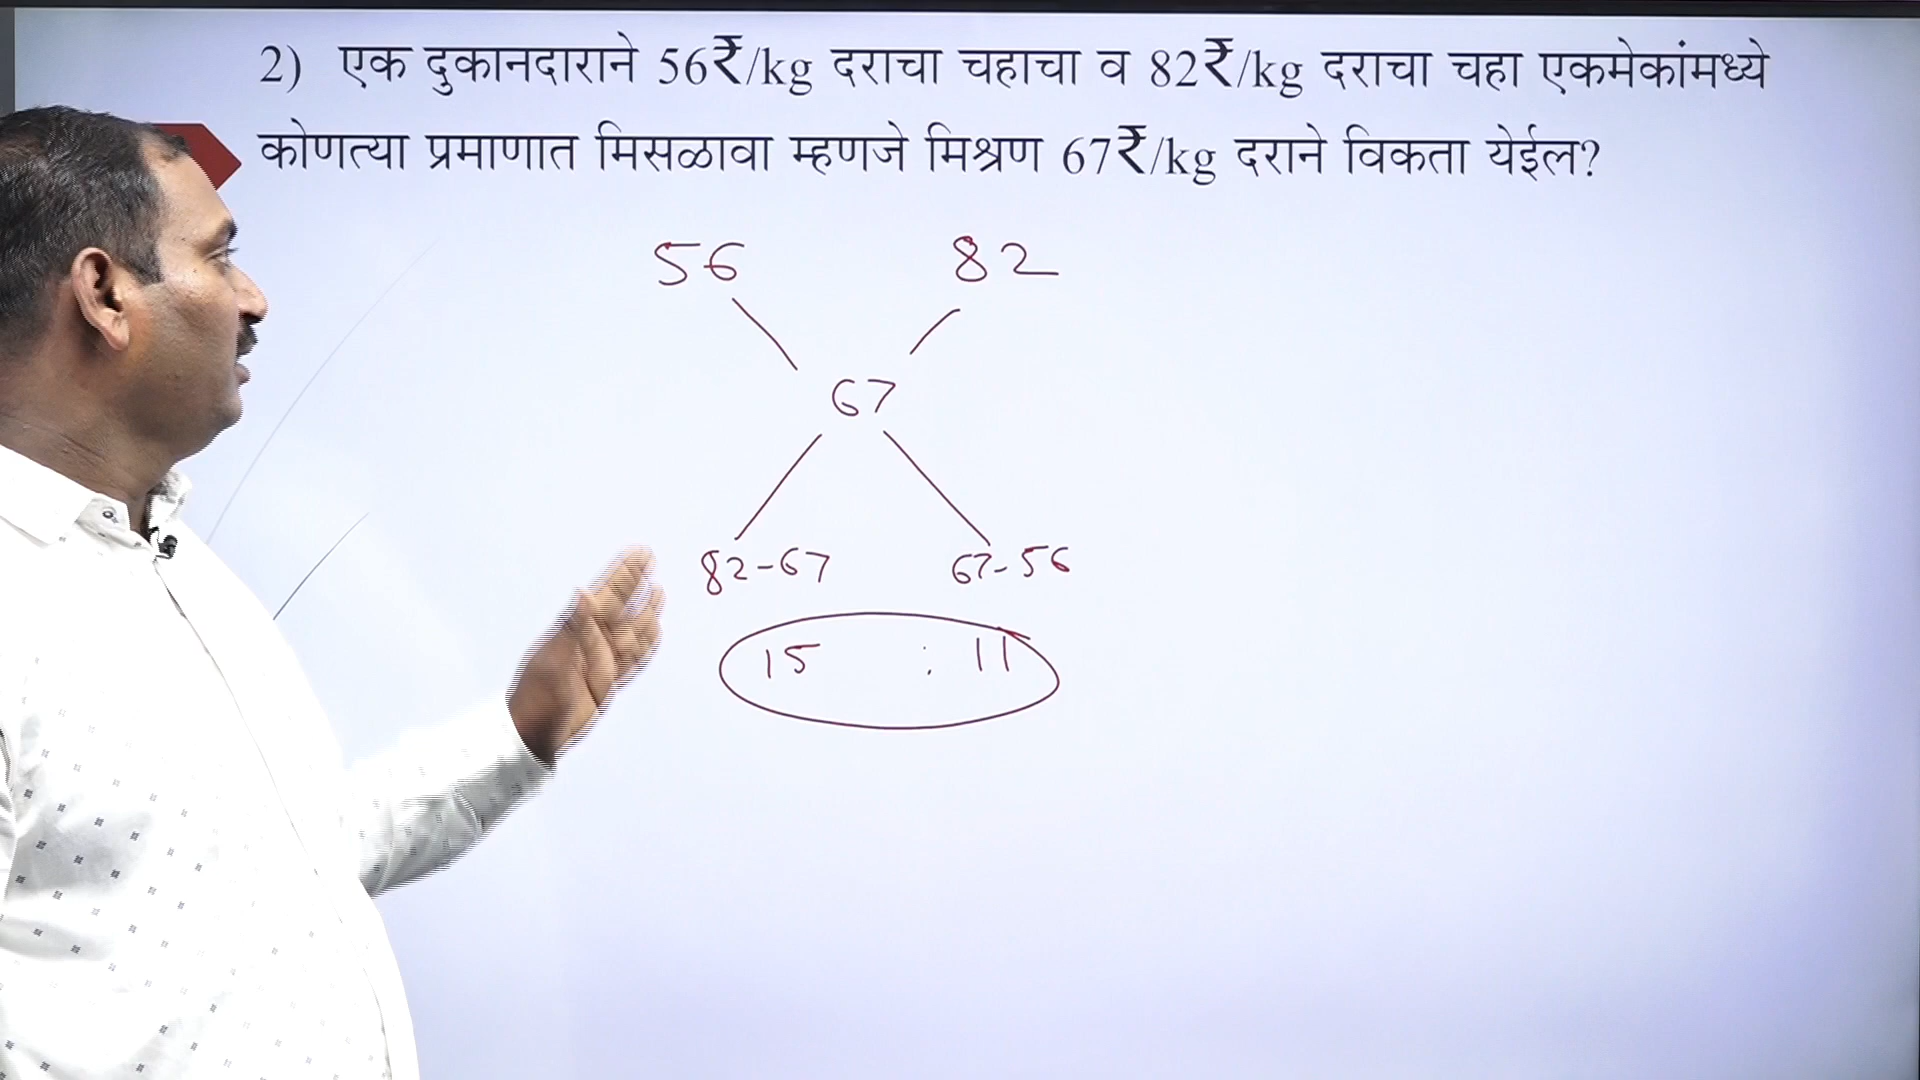 2) एक दुकानदाराने 56₹/kg दराचा चहाचा व 82₹/kg दराचा चहा एकमेकांमध्ये
कोणत्या प्रमाणात मिसळावा म्हणजे मिश्रण 67₹/kg दराने विकता येईल?
56 82
67
82-67 67-56
15 : 11